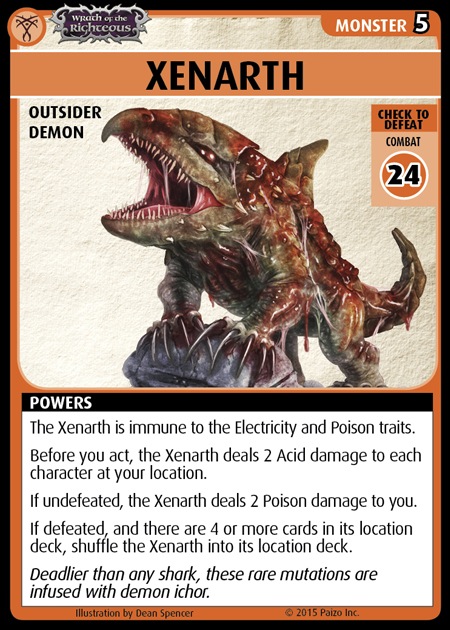 Wrath of the
Righteous
MONSTER 5
XENARTH
OUTSIDER
DEMON
CHECK TO
DEFEAT
COMBAT
24
POWERS
The Xenarth is immune to the Electricity and Poison traits.
Before you act, the Xenarth deals 2 Acid damage to each
character at your location.
If undefeated, the Xenarth deals 2 Poison damage to you.
If defeated, and there are 4 or more cards in its location
deck, shuffle the Xenarth into its location deck.
Deadlier than any shark, these rare mutations are
infused with demon ichor.
Illustration by Dean Spencer © 2015 Paizo Inc.